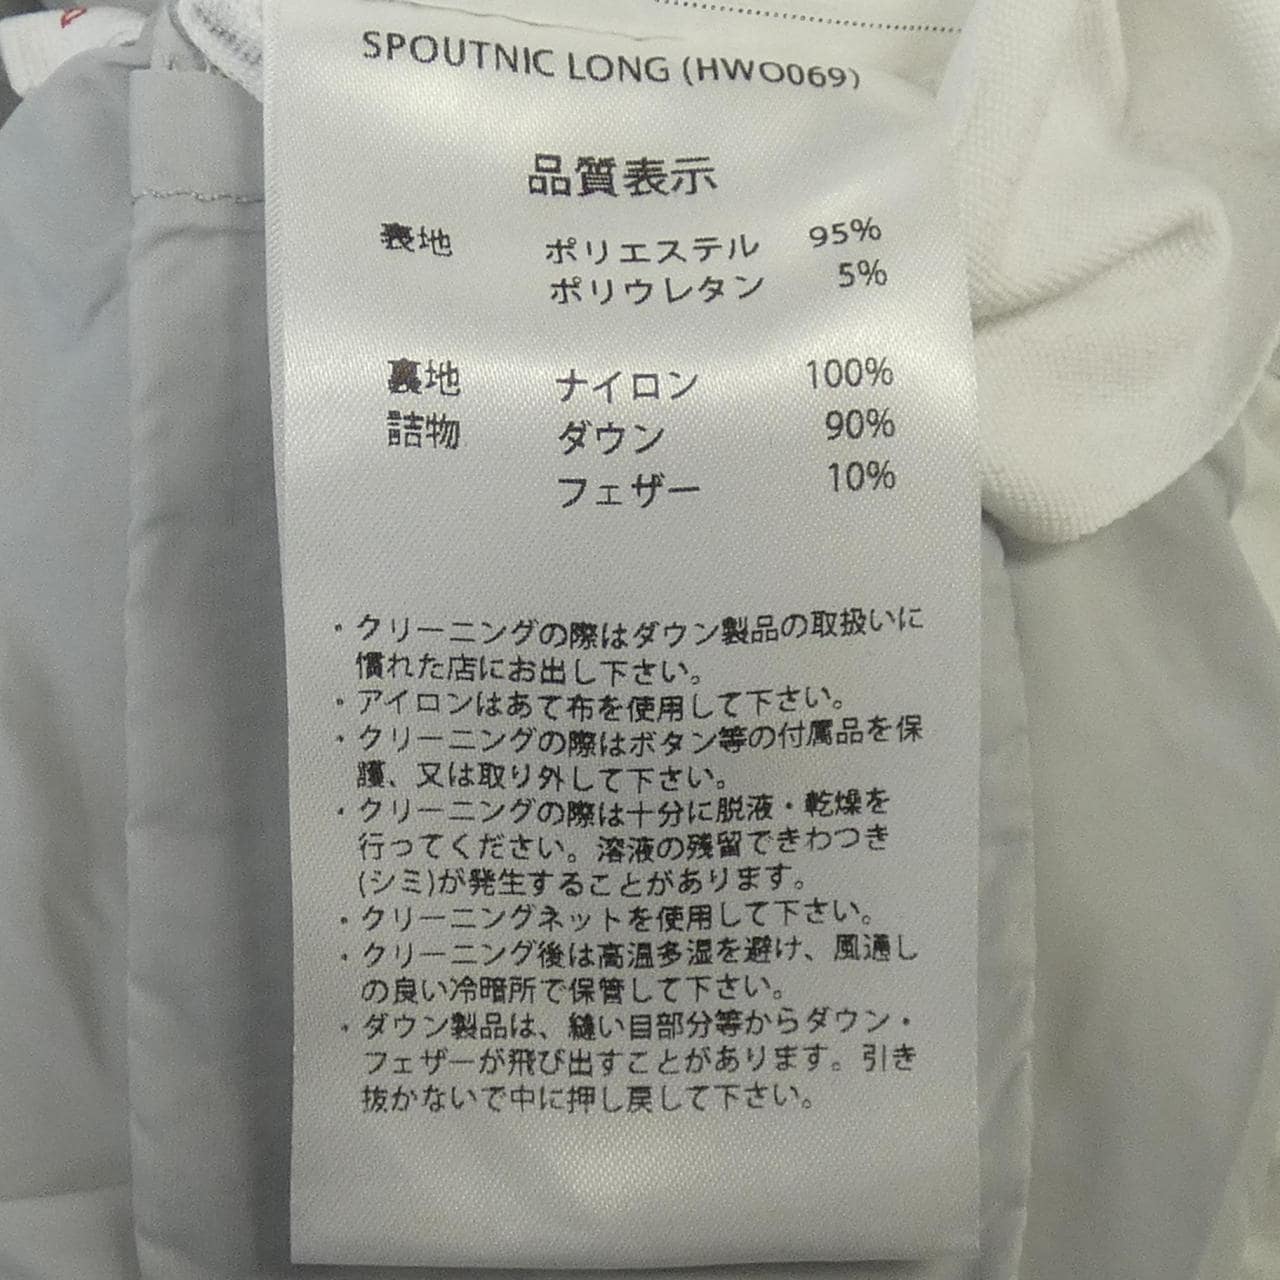 SPOUTNIC LONG (HWO069)
品質表示
表地 ポリエステル 95%
ポリウレタン 5%
裏地 ナイロン 100%
詰物 ダウン 90%
フェザー 10%
・クリーニングの際はダウン製品の取扱いに
慣れた店にお出し下さい。
・アイロンはあて布を使用して下さい。
・クリーニングの際はボタン等の付属品を保
護、又は取り外して下さい。
・クリーニングの際は十分に脱液・乾燥を
行ってください。溶液の残留できわつき
(シミ)が発生することがあります。
・クリーニングネットを使用して下さい。
・クリーニング後は高温多湿を避け、風通し
の良い冷暗所で保管して下さい。
・ダウン製品は、縫い目部分等からダウン・
フェザーが飛び出すことがあります。引き
抜かないで中に押し戻して下さい。